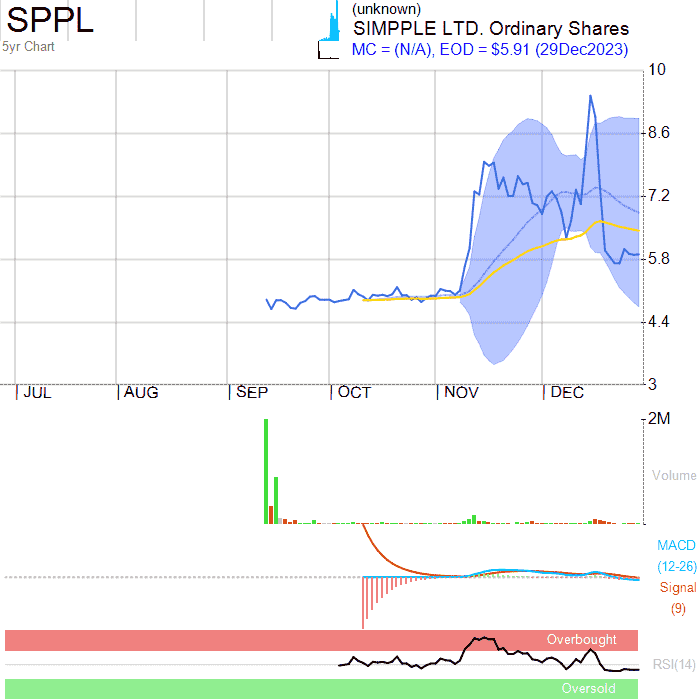 SPPL
5yr Chart
(unknown)
SIMPPLE LTD. Ordinary Shares
MC = (N/A), EOD = $5.91 (29Dec2023)
10
8.6
7.2
5.8
4.4
3
JUL AUG SEP OCT NOV DEC
2M
Volume
MACD
(12-26)
Signal
(9)
Overbought
RSI(14)
Oversold